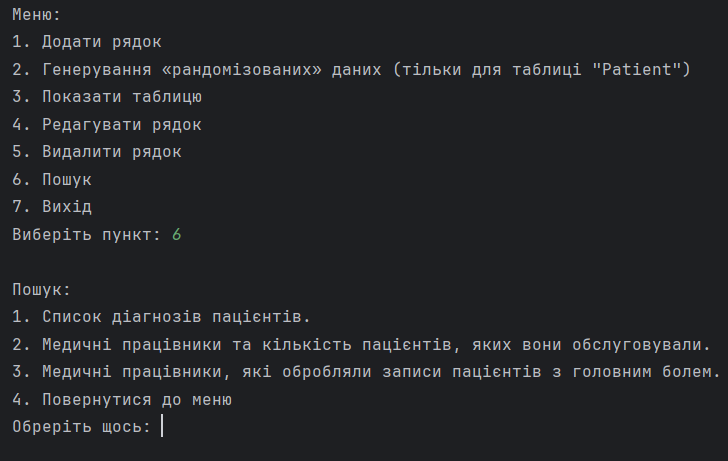 Меню:
1. Додати рядок
2. Генерування «рандомізованих» даних (тільки для таблиці "Patient")
3. Показати таблицю
4. Редагувати рядок
5. Видалити рядок
6. Пошук
7. Вихід
Виберіть пункт: 6
Пошук:
1. Список діагнозів пацієнтів.
2. Медичні працівники та кількість пацієнтів, яких вони обслуговували.
3. Медичні працівники, які обробляли записи пацієнтів з головним болем.
4. Повернутися до меню
Обреріть щось: